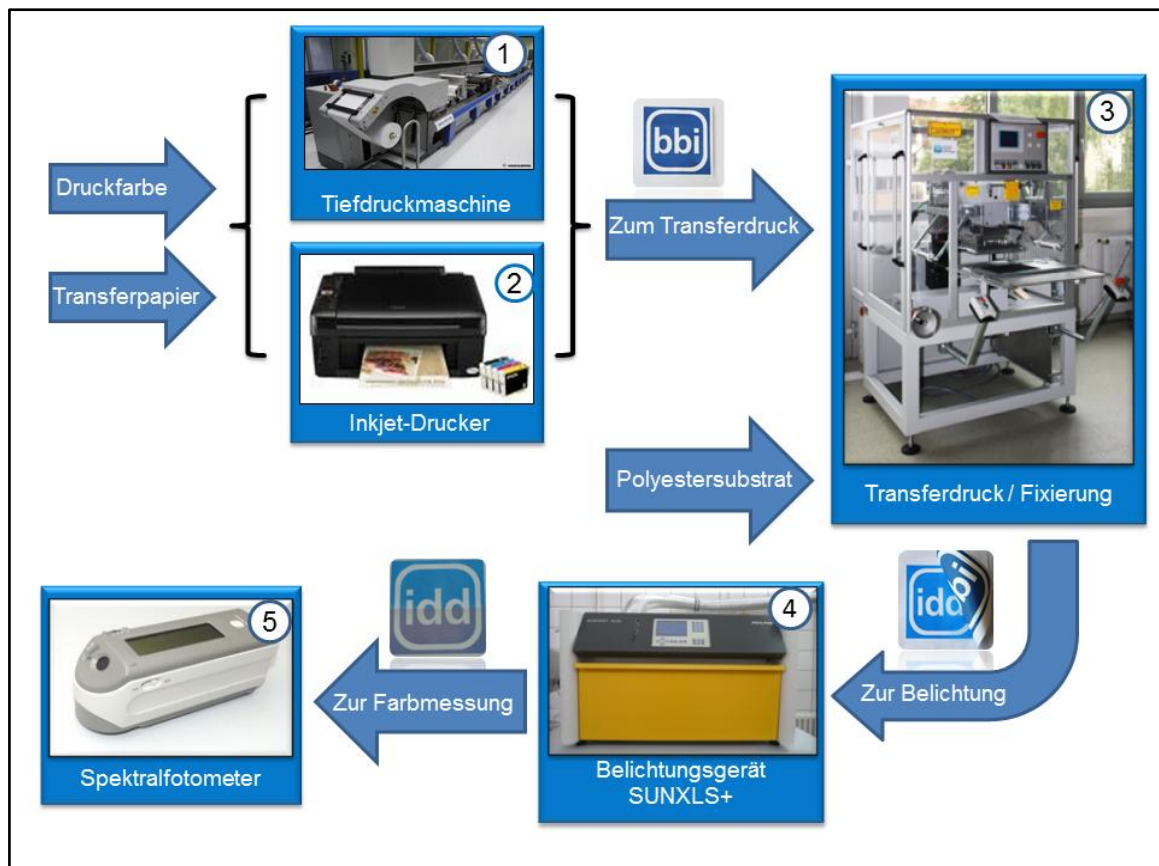 1
Tiefdruckmaschine
Druckfarbe
Transferpapier
2
Inkjet-Drucker
bbi
Zum Transferdruck
3
Transferdruck / Fixierung
Polyestersubstrat
idd
bi
Zur Belichtung
4
Belichtungsgerät
SUNXLS+
idd
Zur Farbmessung
5
Spektralfotometer